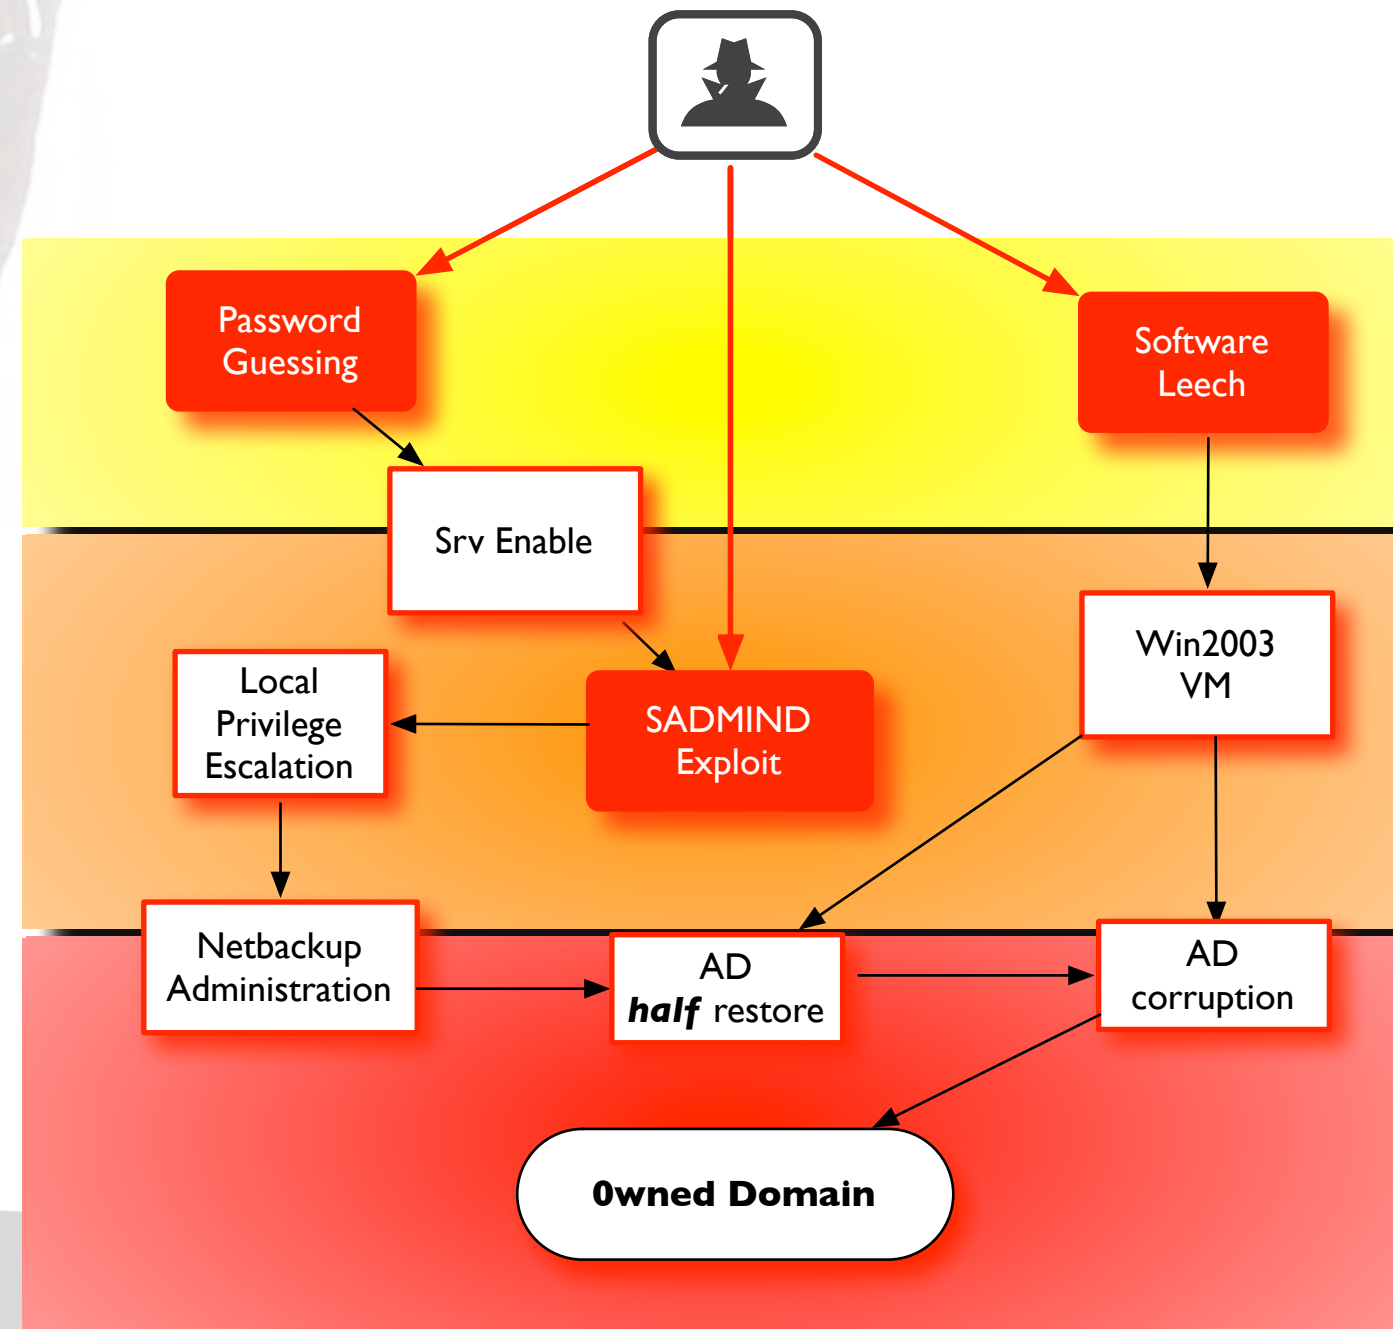 Password
Guessing
Software
Leech
Srv Enable
Win2003
VM
Local
Privilege
Escalation
SADMIND
Exploit
Netbackup
Administration
AD
half restore
AD
corruption
0wned Domain